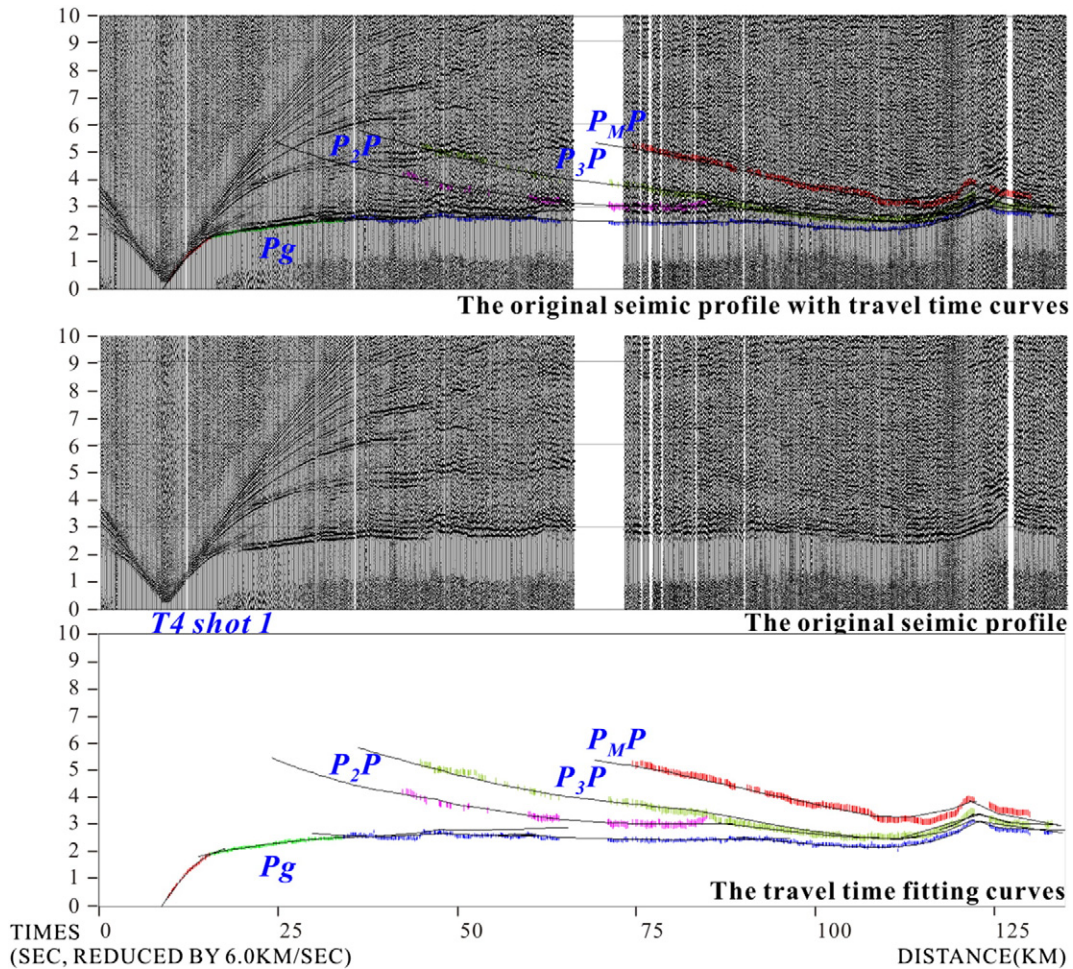 10
9
8
7
6
5
4
3
2
1
0
PMP
P2P
P3P
Pg
The original seimic profile with travel time curves
10
9
8
7
6
5
4
3
2
1
0
T4 shot 1
The original seimic profile
10
9
8
7
6
5
4
3
2
1
0
PMP
P2P
P3P
Pg
The travel time fitting curves
0 25 50 75 100 125
TIMES
(SEC, REDUCED BY 6.0KM/SEC) DISTANCE(KM)